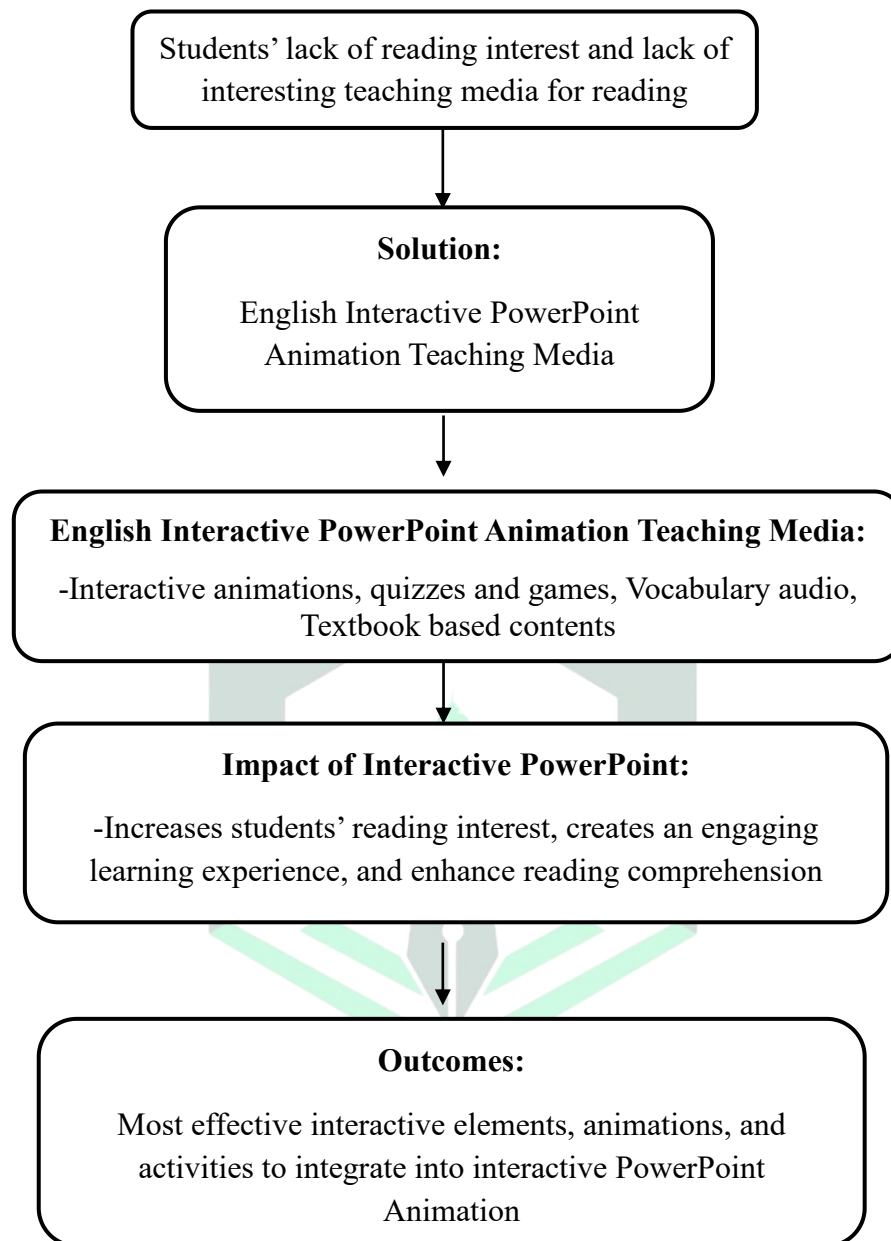 Students’ lack of reading interest and lack of
interesting teaching media for reading
Solution:
English Interactive PowerPoint
Animation Teaching Media
English Interactive PowerPoint Animation Teaching Media:
-Interactive animations, quizzes and games, Vocabulary audio,
Textbook based contents
Impact of Interactive PowerPoint:
-Increases students’ reading interest, creates an engaging
learning experience, and enhance reading comprehension
Outcomes:
Most effective interactive elements, animations, and
activities to integrate into interactive PowerPoint
Animation